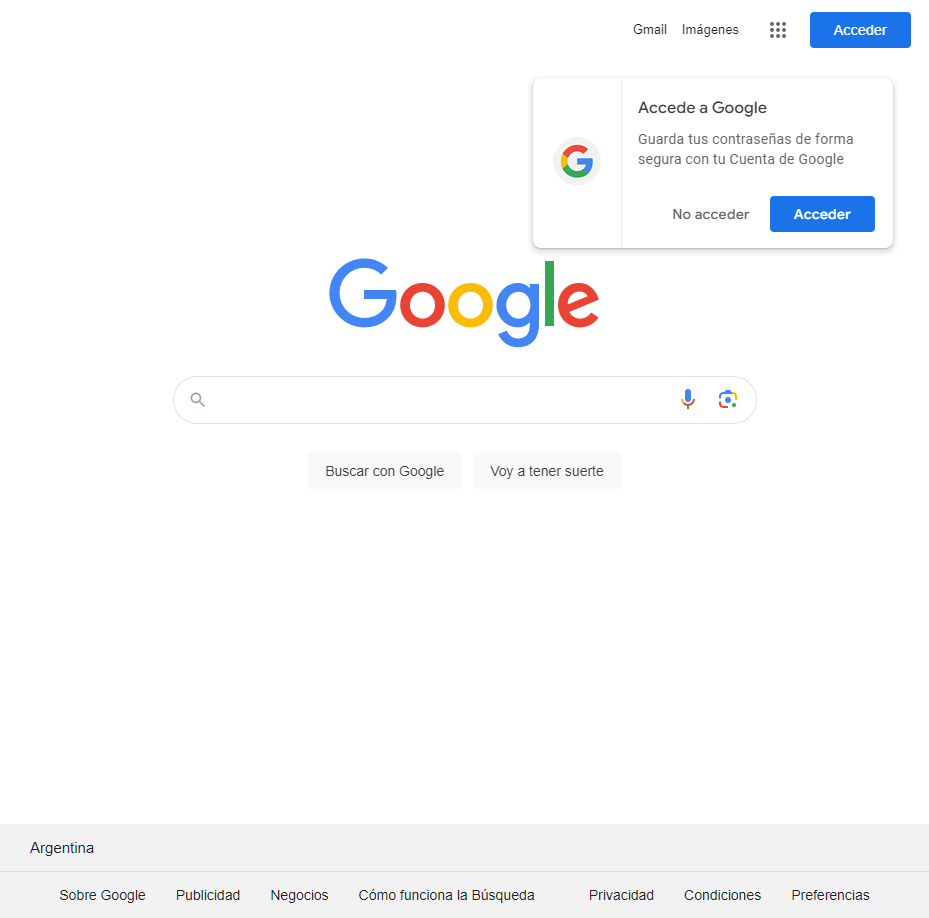 Gmail Imágenes Acceder
Accede a Google
Guarda tus contraseñas de forma
segura con tu Cuenta de Google
No acceder Acceder
Google
Buscar con Google Voy a tener suerte
Argentina
Sobre Google Publicidad Negocios Cómo funciona la Búsqueda Privacidad Condiciones Preferencias